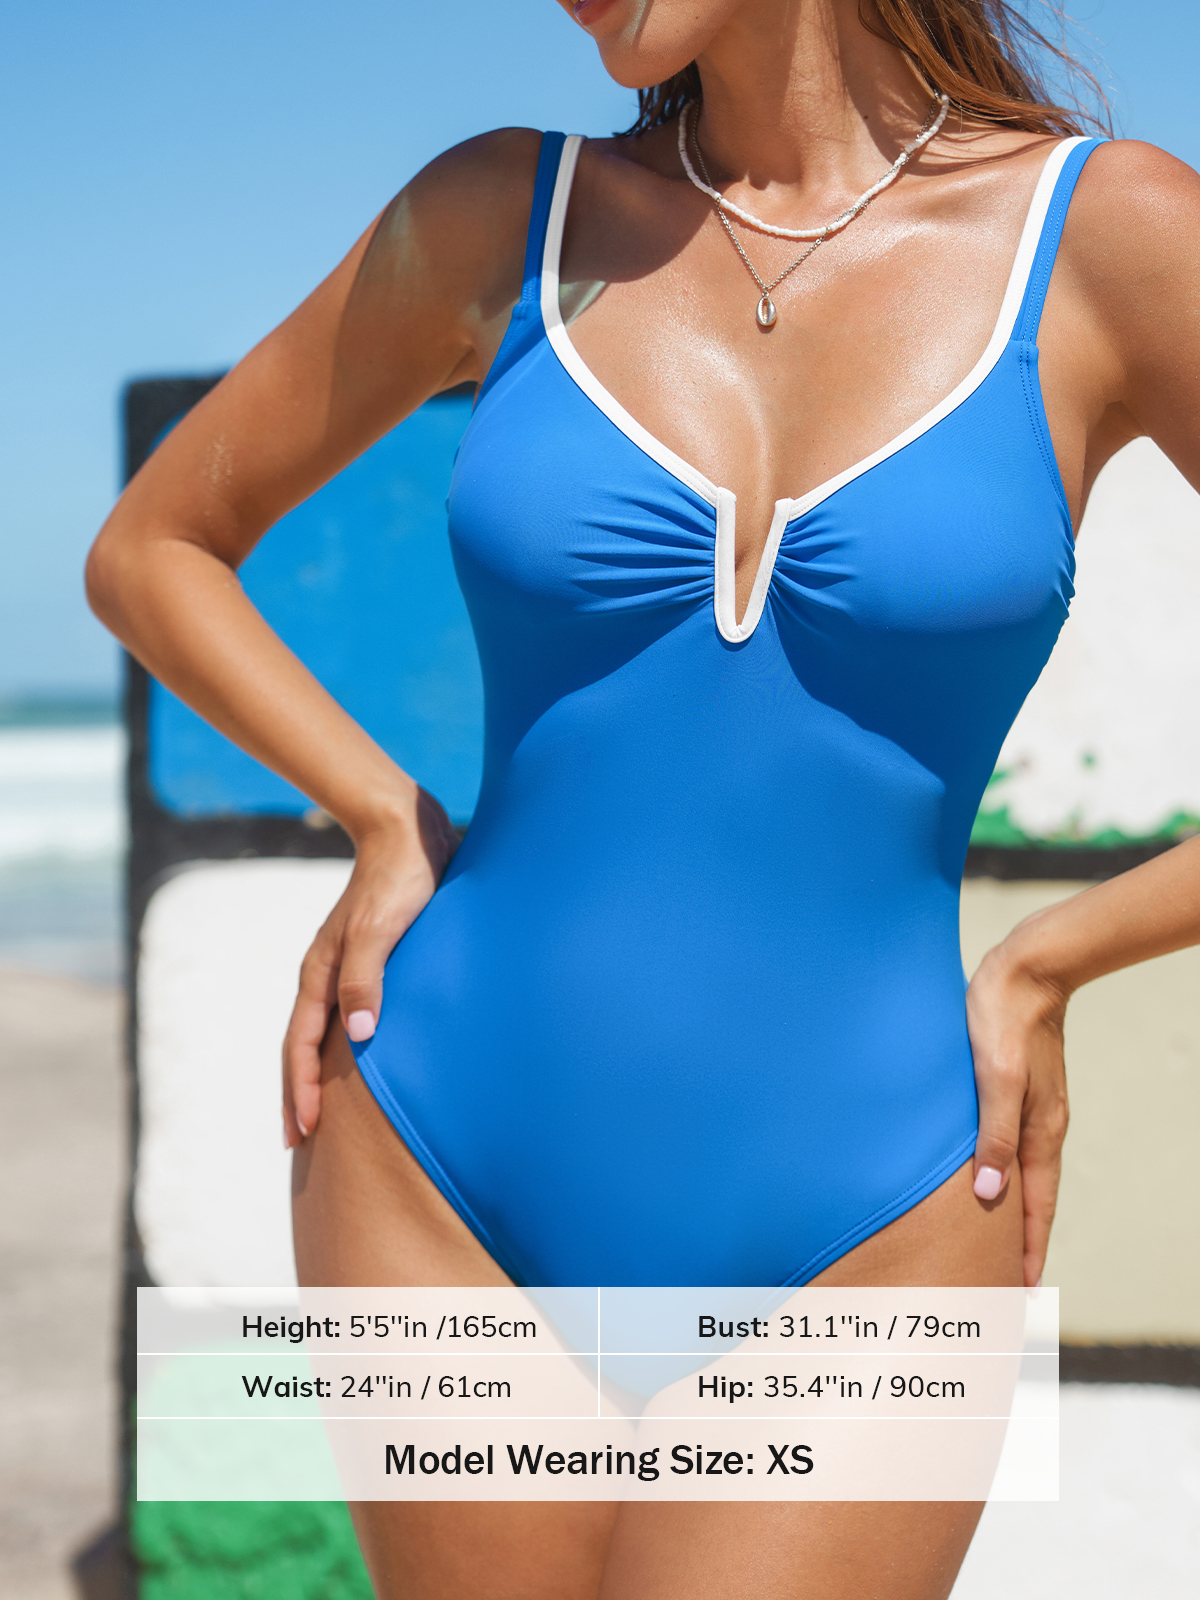 Height: 5'5''in /165cm
Bust: 31.1''in / 79cm
Waist: 24''in / 61cm
Hip: 35.4''in / 90cm
Model Wearing Size: XS